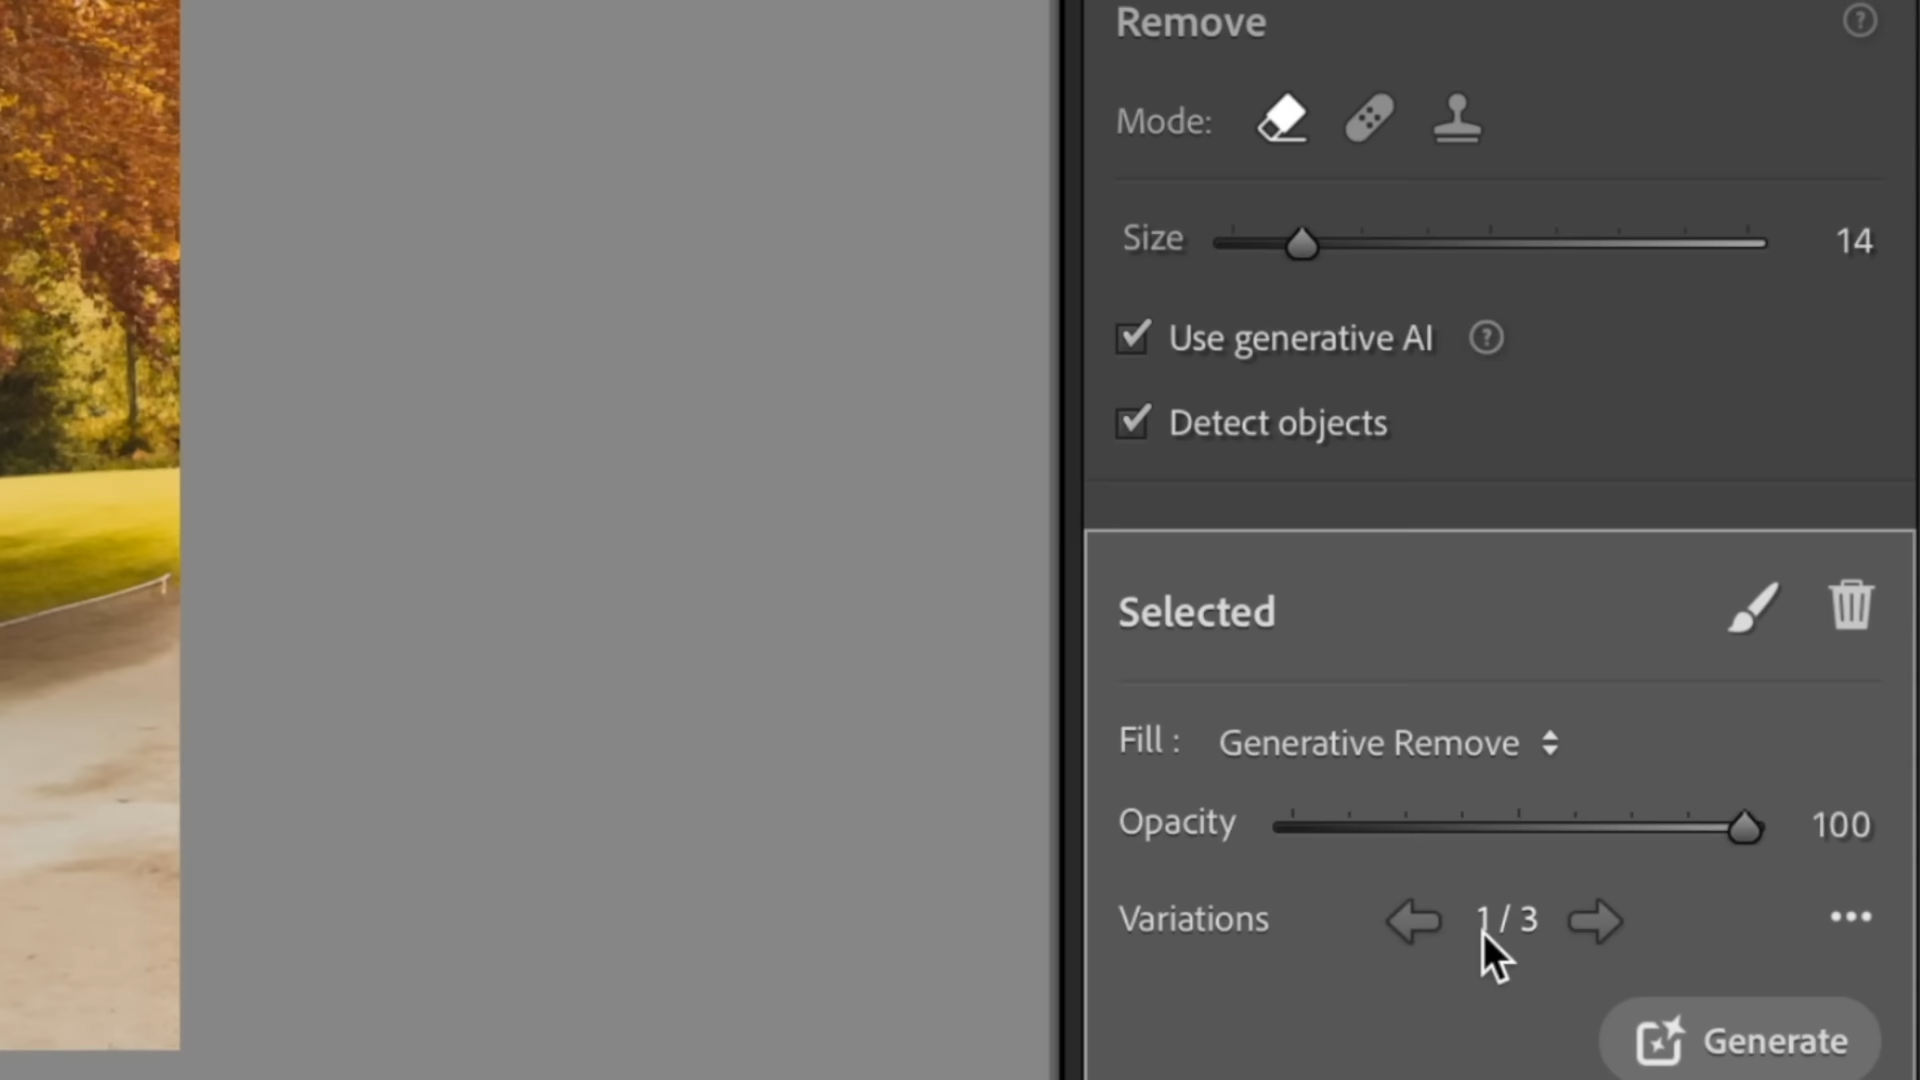 Remove
Mode:
Size 14
Use generative AI
Detect objects
Selected
Fill : Generative Remove
Opacity 100
Variations 1 / 3 •••
Generate